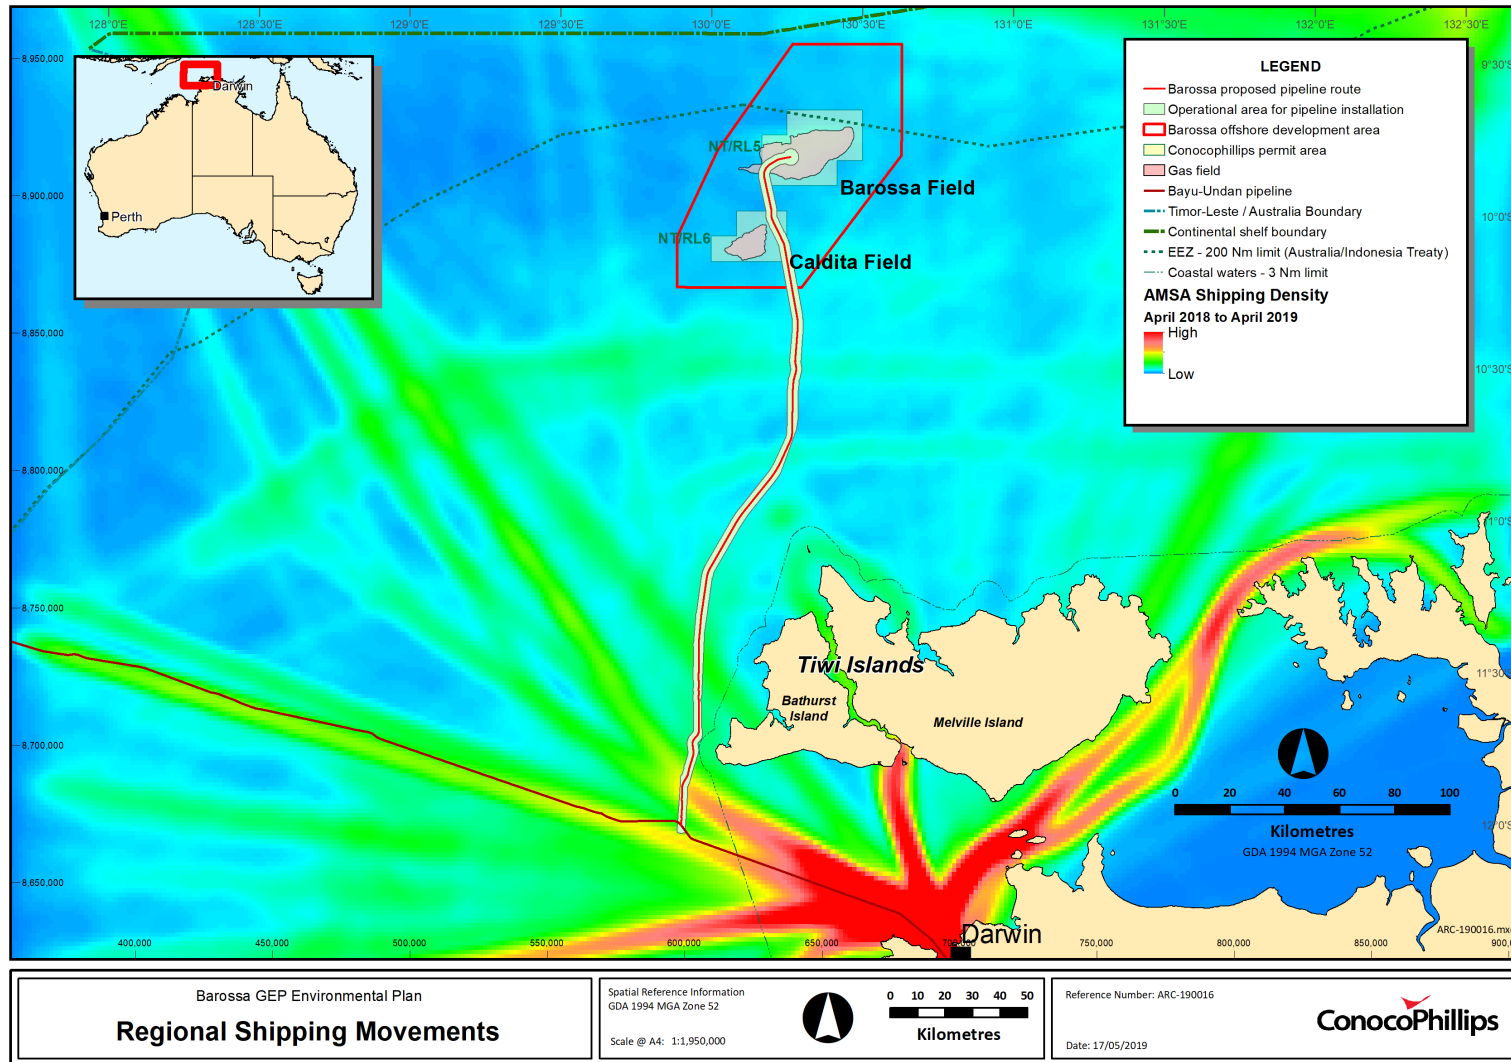 128°0'E
128°30'E
129°0'E
129°30'E
130°0'E
130°30'E
131°0'E
131°30'E
132°0'E
132°30'E
8,950,000
8,900,000
8,850,000
8,800,000
8,750,000
8,700,000
8,650,000
Darwin
Perth
NT/RL5
Barossa Field
NT/RL6
Caldita Field
LEGEND
Barossa proposed pipeline route
Operational area for pipeline installation
Barossa offshore development area
Conocophillips permit area
Gas field
Bayu-Undan pipeline
Timor-Leste / Australia Boundary
Continental shelf boundary
EEZ - 200 Nm limit (Australia/Indonesia Treaty)
Coastal waters - 3 Nm limit
AMSA Shipping Density
April 2018 to April 2019
High
Low
9°30'S
10°0'S
10°30'S
11°30'S
12°0'S
Tiwi Islands
Bathurst
Island
Melville Island
0 20 40 60 80 100
Kilometres
GDA 1994 MGA Zone 52
Darwin
ARC-190016.mx
400,000
450,000
500,000
550,000
600,000
650,000
700,000
750,000
800,000
850,000
900,
Barossa GEP Environmental Plan
Regional Shipping Movements
Spatial Reference Information
GDA 1994 MGA Zone 52
Scale @ A4: 1:1,950,000
0 10 20 30 40 50
Kilometres
Reference Number: ARC-190016
Date: 17/05/2019
ConocoPhillips